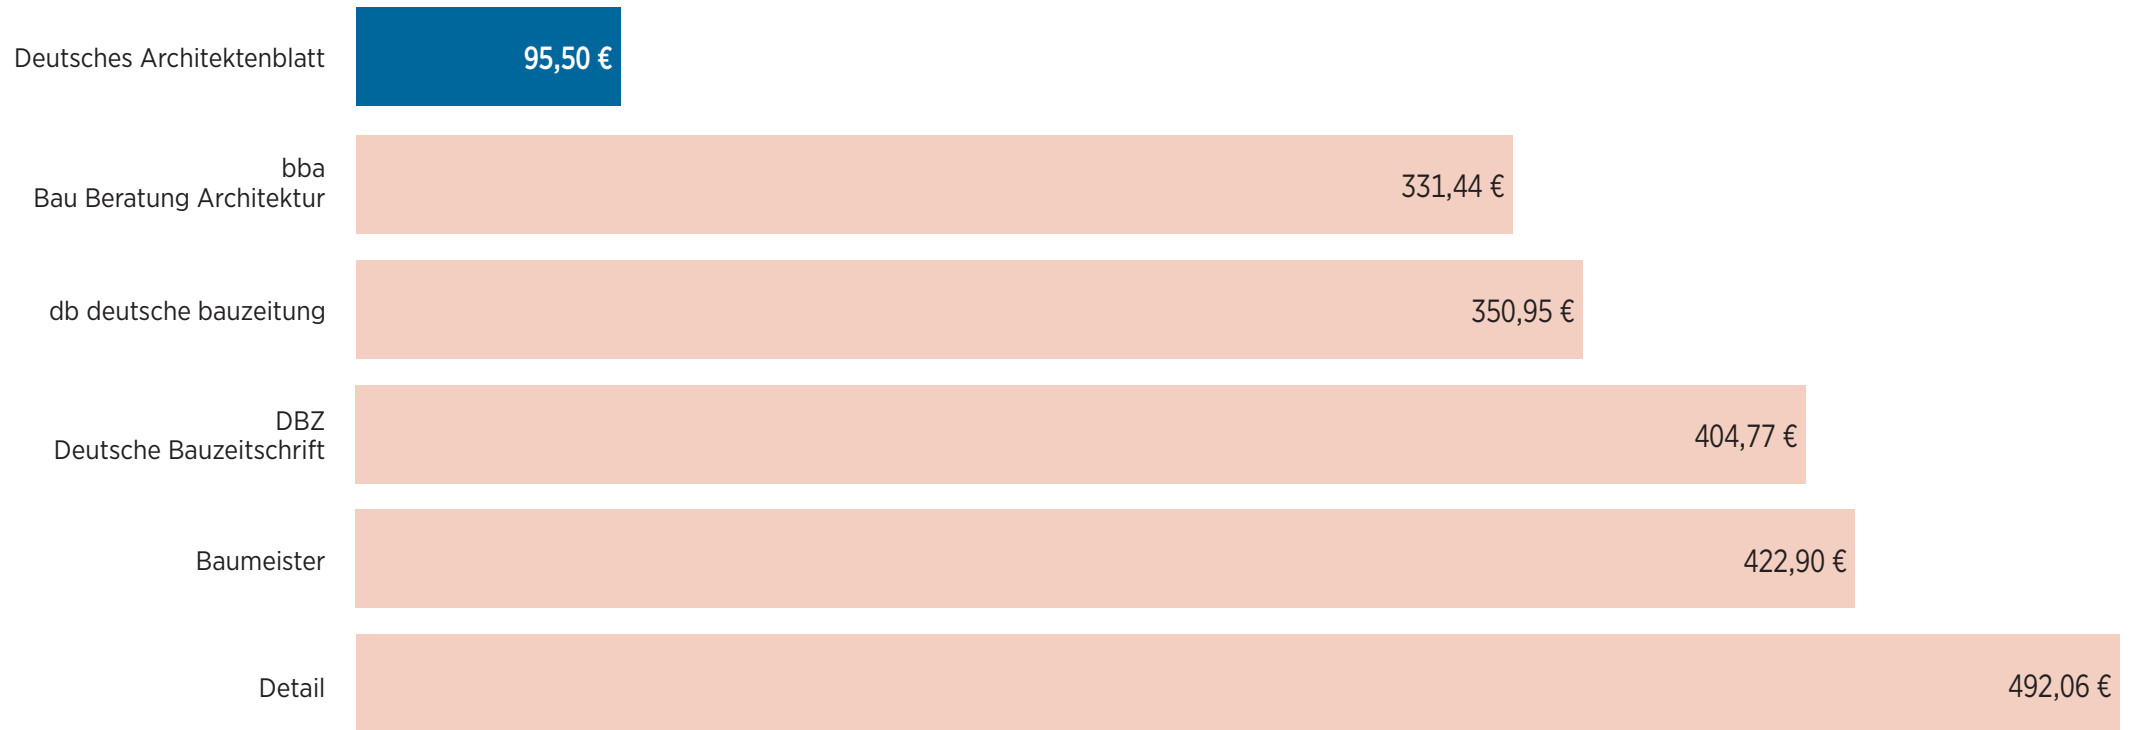 Deutsches Architektenblatt
95,50 €
bba
Bau Beratung Architektur
331,44 €
db deutsche bauzeitung
350,95 €
DBZ
Deutsche Bauzeitschrift
404,77 €
Baumeister
422,90 €
Detail
492,06 €